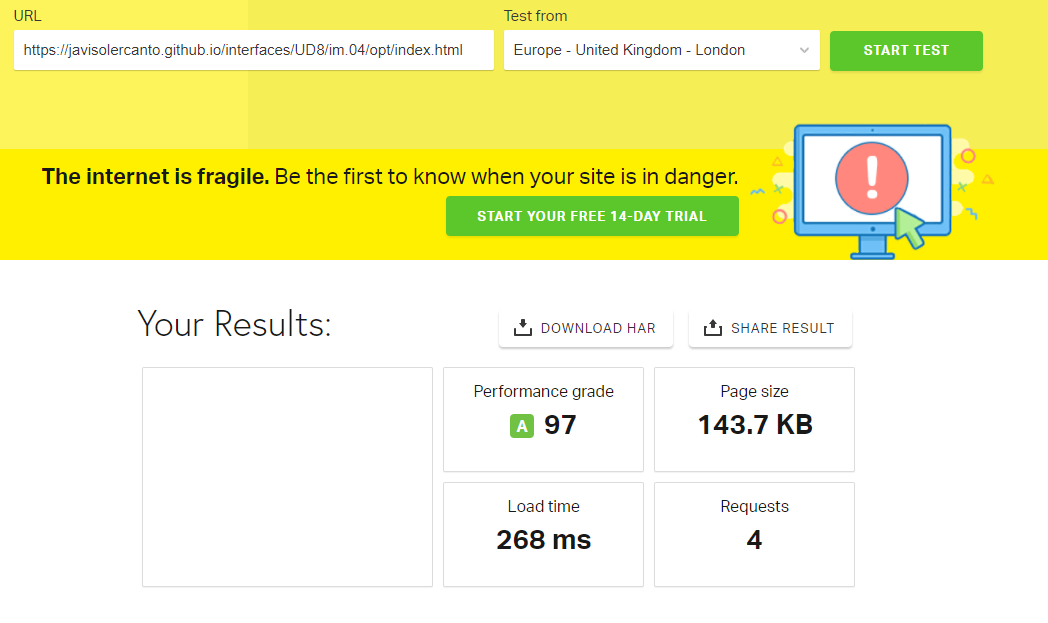 URL
Test from
https://javisolercanto.github.io/interfaces/UD8/im.04/opt/index.html
Europe - United Kingdom - London
START TEST
The internet is fragile. Be the first to know when your site is in danger.
START YOUR FREE 14-DAY TRIAL
!
Your Results:
DOWNLOAD HAR
SHARE RESULT
Performance grade
A 97
Page size
143.7 KB
Load time
268 ms
Requests
4